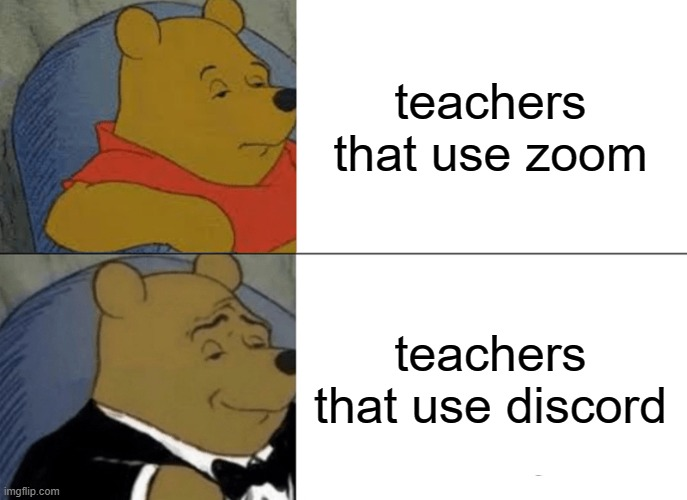 teachers
that use zoom
teachers
that use discord
imgflip.com